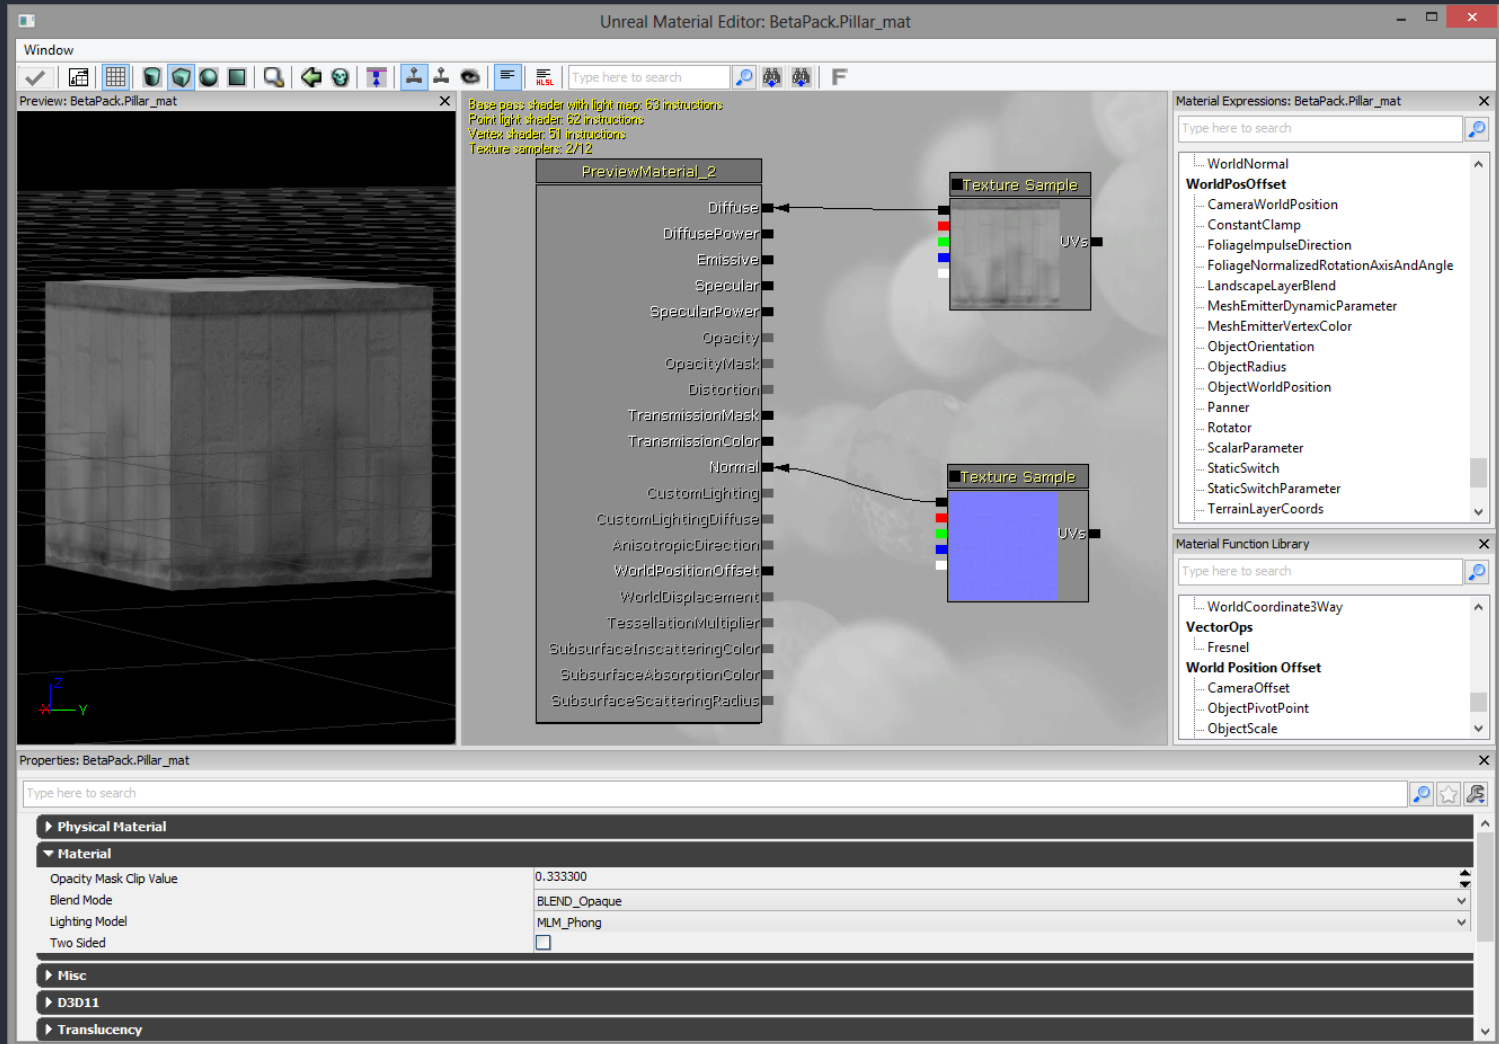 Unreal Material Editor: BetaPack.Pillar_mat
Window
HLSL
Type here to search
F
Preview: BetaPack.Pillar_mat
Z
X
Y
Base pass shader with light map: 63 instructions
Point light shader: 62 instructions
Vertex shader: 51 instructions
Texture samplers: 2/12
PreviewMaterial_2
Diffuse
DiffusePower
Emissive
Specular
SpecularPower
Opacity
OpacityMask
Distortion
TransmissionMask
TransmissionColor
Normal
CustomLighting
CustomLightingDiffuse
AnisotropicDirection
WorldPositionOffset
WorldDisplacement
TessellationMultiplier
SubsurfaceInscatteringColor
SubsurfaceAbsorptionColor
SubsurfaceScatteringRadius
Texture Sample
UVs
Texture Sample
UVs
Material Expressions: BetaPack.Pillar_mat
Type here to search
WorldNormal
WorldPosOffset
CameraWorldPosition
ConstantClamp
FoliageImpulseDirection
FoliageNormalizedRotationAxisAndAngle
LandscapeLayerBlend
MeshEmitterDynamicParameter
MeshEmitterVertexColor
ObjectOrientation
ObjectRadius
ObjectWorldPosition
Panner
Rotator
ScalarParameter
StaticSwitch
StaticSwitchParameter
TerrainLayerCoords
Material Function Library
Type here to search
WorldCoordinate3Way
VectorOps
Fresnel
World Position Offset
CameraOffset
ObjectPivotPoint
ObjectScale
Properties: BetaPack.Pillar_mat
Type here to search
Physical Material
Material
Opacity Mask Clip Value 0.333300
Blend Mode BLEND_Opaque
Lighting Model MLM_Phong
Two Sided
Misc
D3D11
Translucency